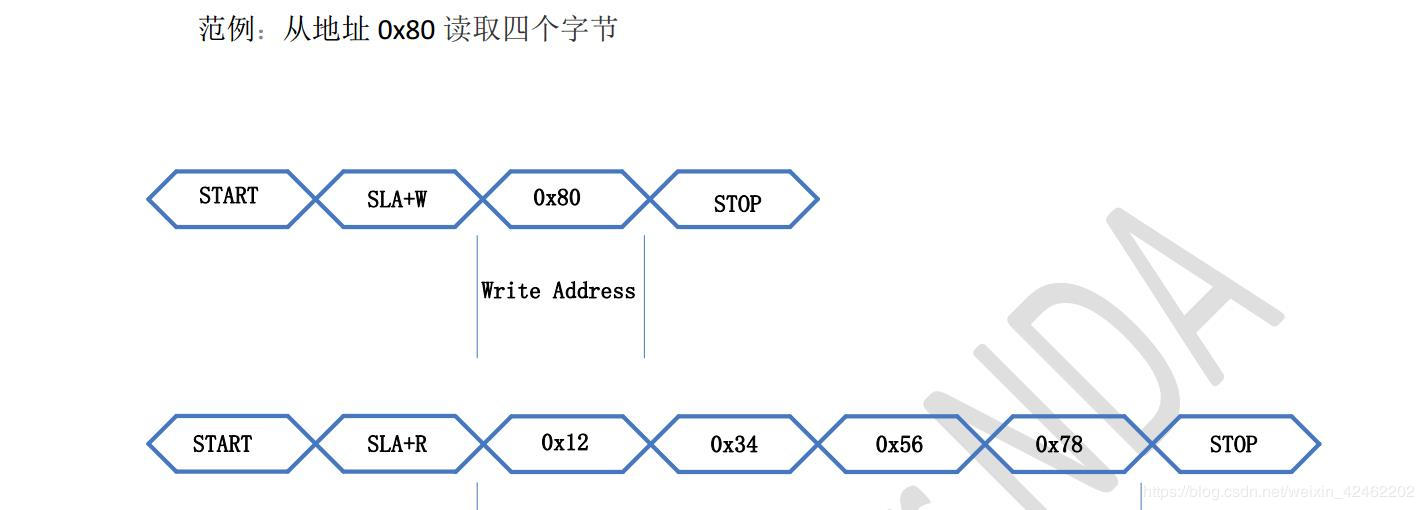 范例：从地址 0x80 读取四个字节
START SLA+W 0x80 STOP
Write Address
START SLA+R 0x12 0x34 0x56 0x78 STOP
NDA
https://blog.csdn.net/weixin_42462202